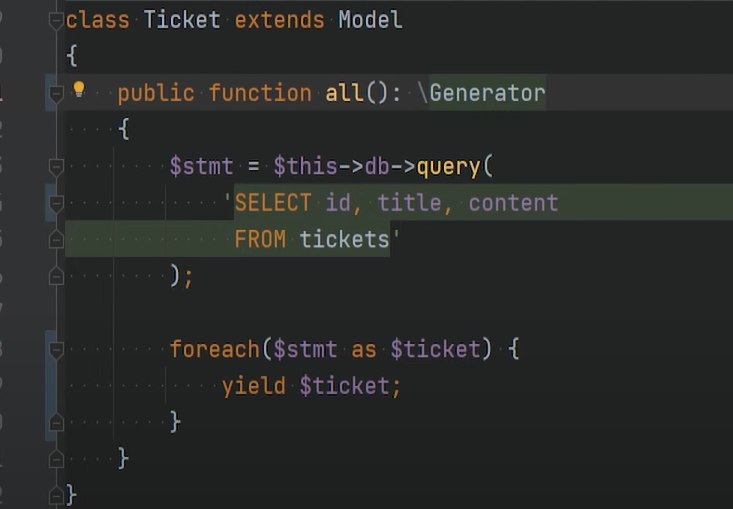 class Ticket extends Model
{
public function all(): \Generator
{
$stmt = $this->db->query(
'SELECT id, title, content
FROM tickets'
);
foreach($stmt as $ticket) {
yield $ticket;
}
}
}